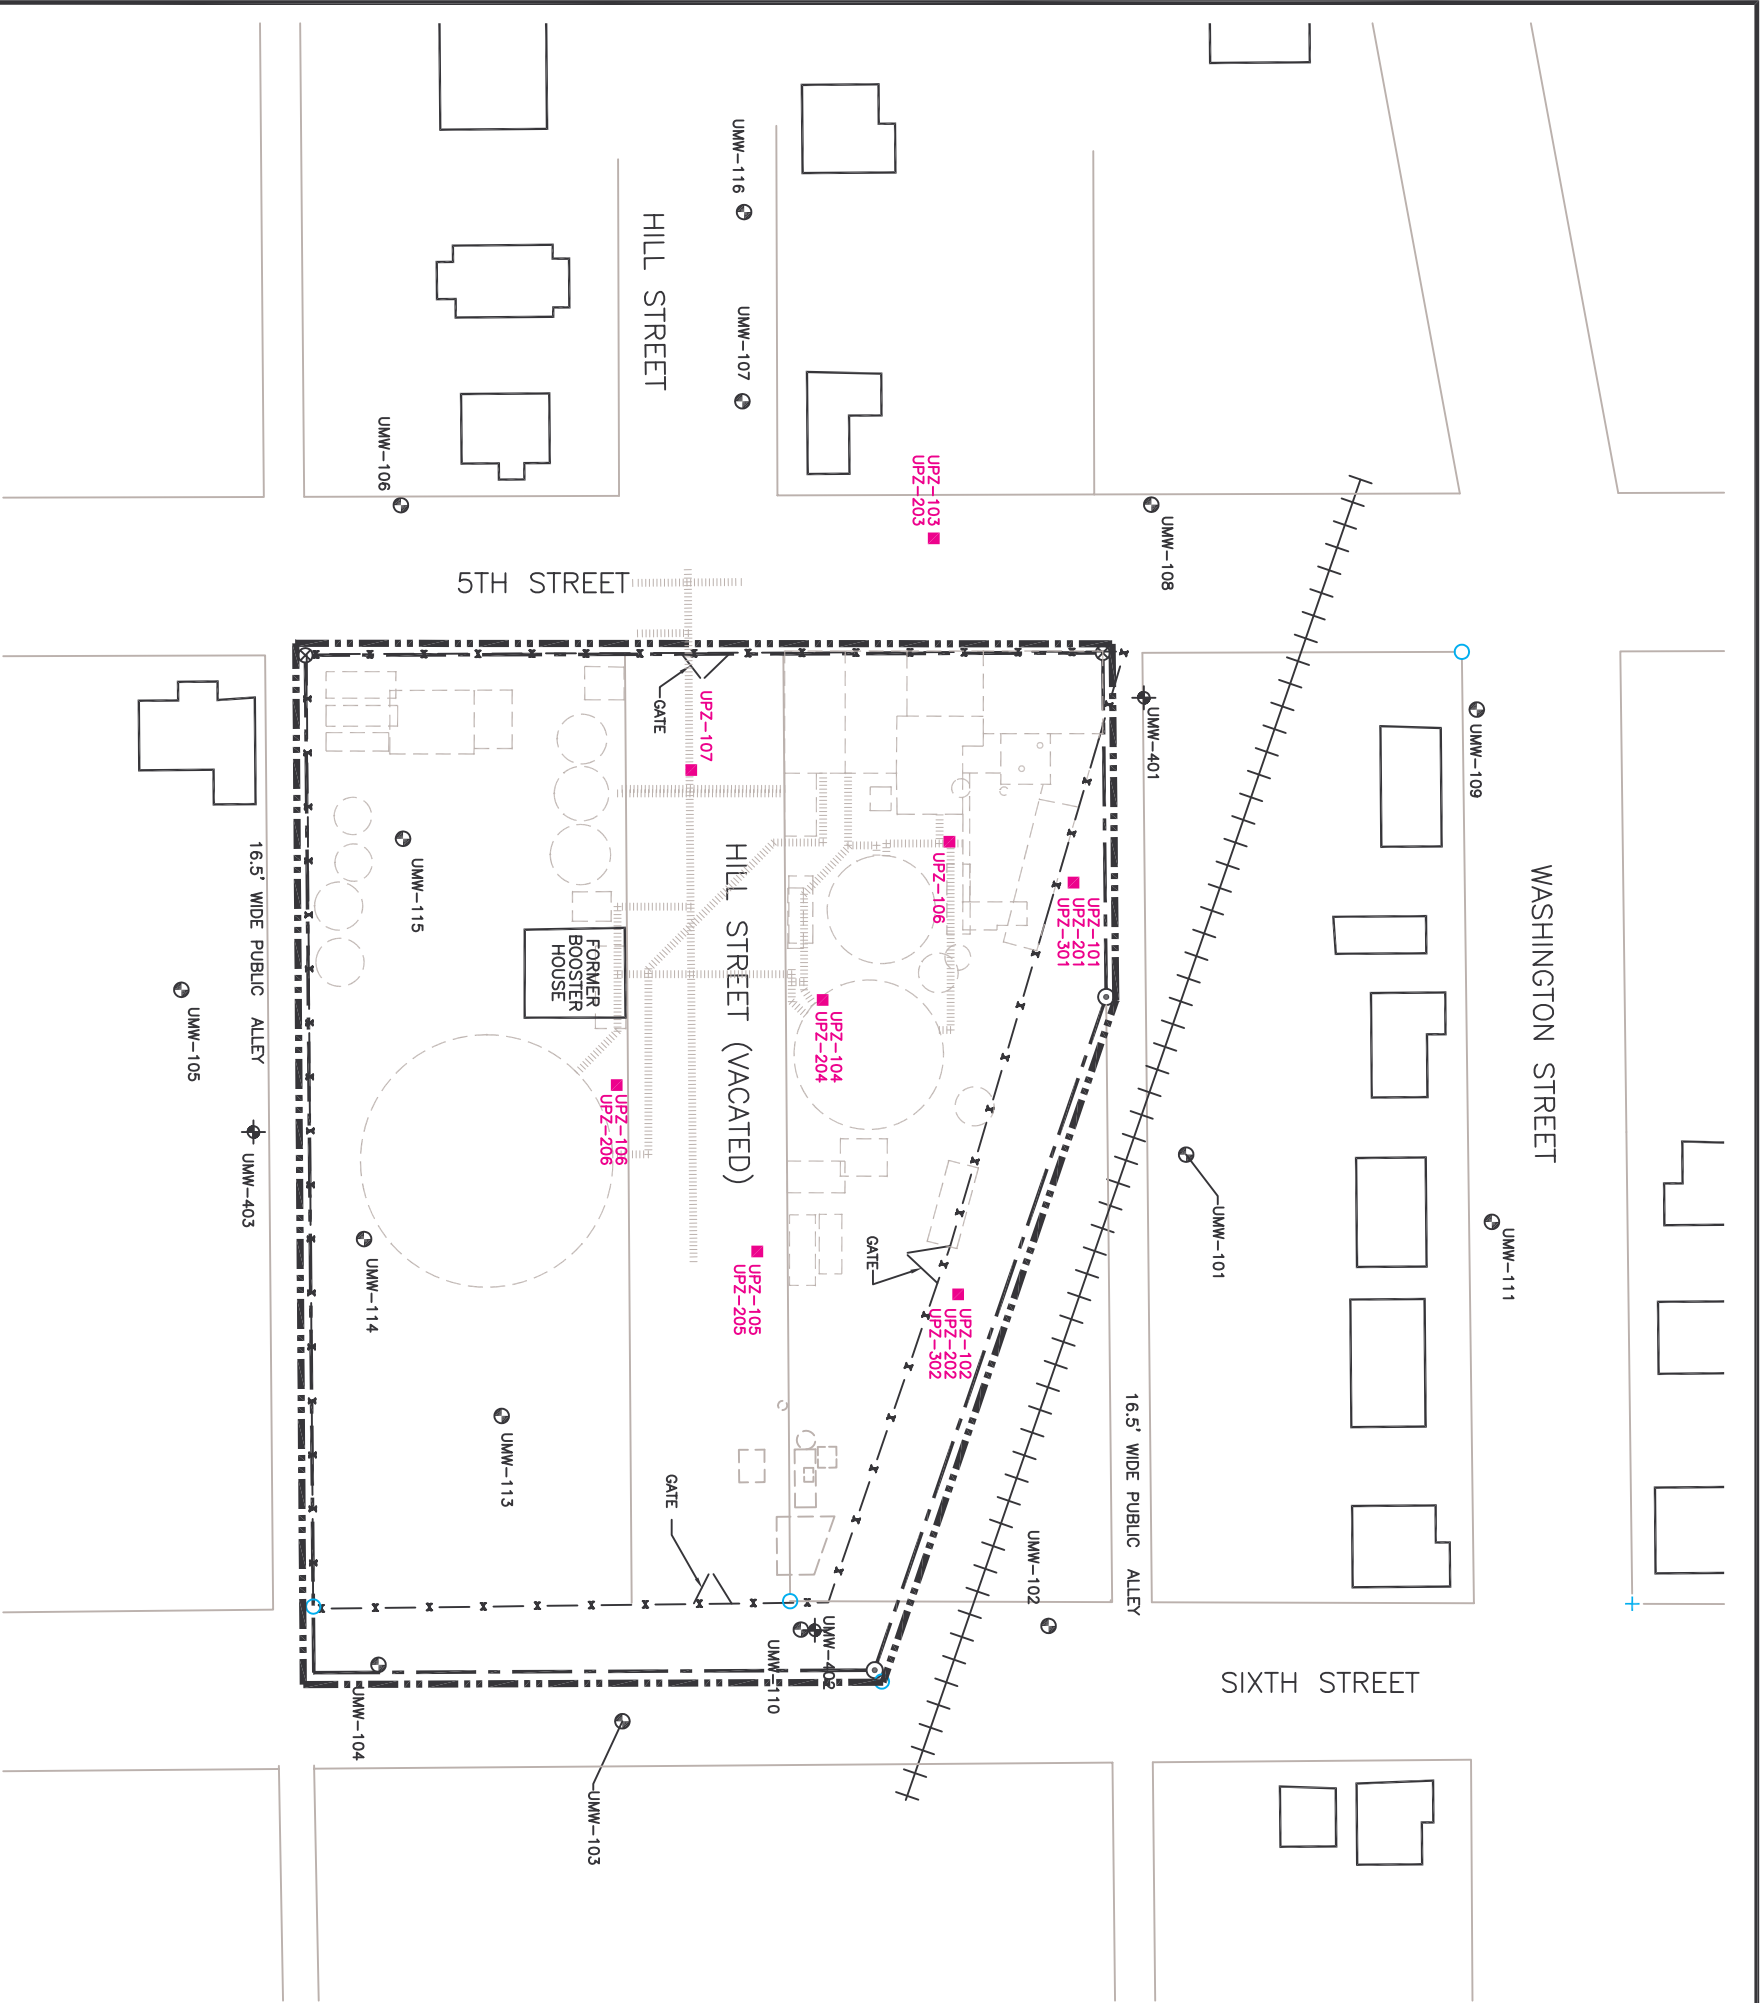 UMW-116
HILL STREET
UMW-107
UMW-106
UPZ-103
UPZ-203
UMW-108
5TH STREET
GATE
UPZ-107
UMW-401
UMW-109
16.5' WIDE PUBLIC ALLEY
UMW-115
HILL STREET (VACATED)
UPZ-106
UPZ-101
UPZ-201
UPZ-301
WASHINGTON STREET
FORMER
BOOSTER
HOUSE
UMW-105
UPZ-104
UPZ-204
UPZ-106
UPZ-206
UMW-403
UMW-101
UMW-111
UMW-114
GATE
UPZ-105
UPZ-205
UPZ-102
UPZ-202
UPZ-302
16.5' WIDE PUBLIC ALLEY
UMW-113
GATE
UMW-102
UMW-402
UMW-110
SIXTH STREET
UMW-104
UMW-103